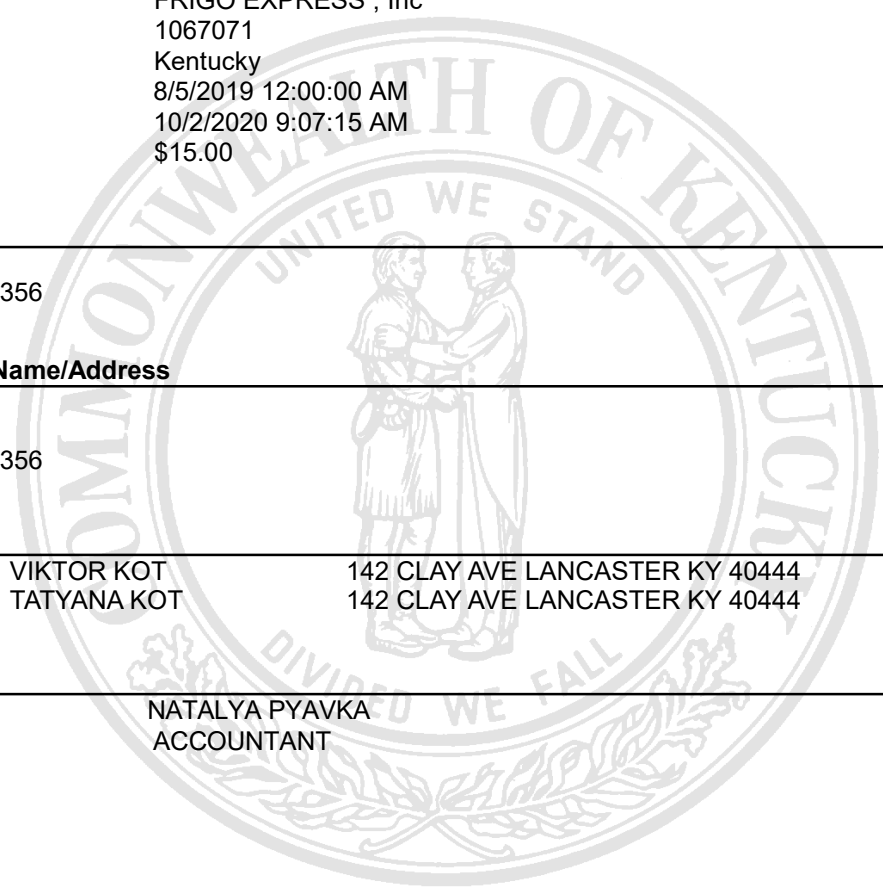 FRIGO EXPRESS , Inc
1067071
Kentucky
8/5/2019 12:00:00 AM
10/2/2020 9:07:15 AM
$15.00
COMMONWEALTH OF KENTUCKY
UNITED WE STAND
356
Name/Address
356
VIKTOR KOT 142 CLAY AVE LANCASTER KY 40444
TATYANA KOT 142 CLAY AVE LANCASTER KY 40444
DIVIDED WE FALL
NATALYA PYAVKA
ACCOUNTANT